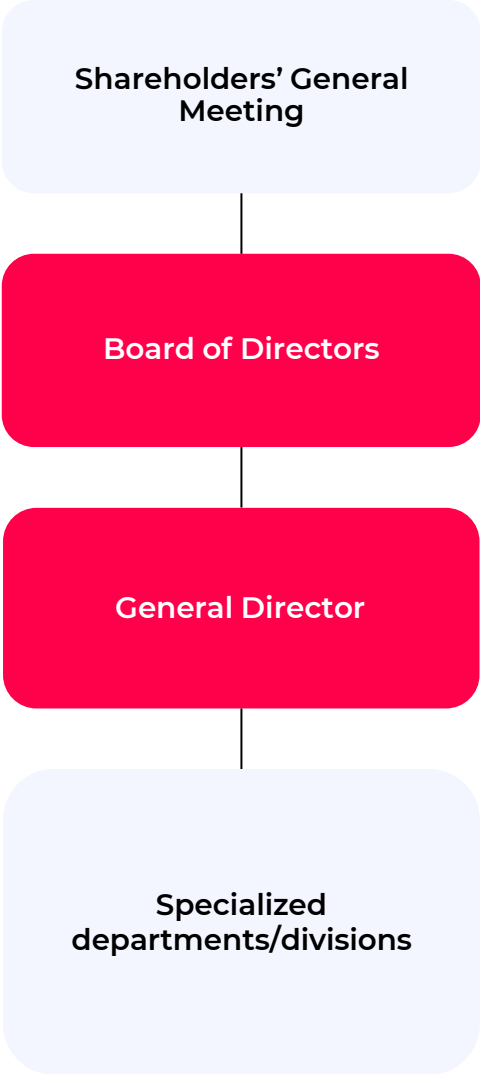 Shareholders’ General
Meeting
Board of Directors
General Director
Specialized
departments/divisions